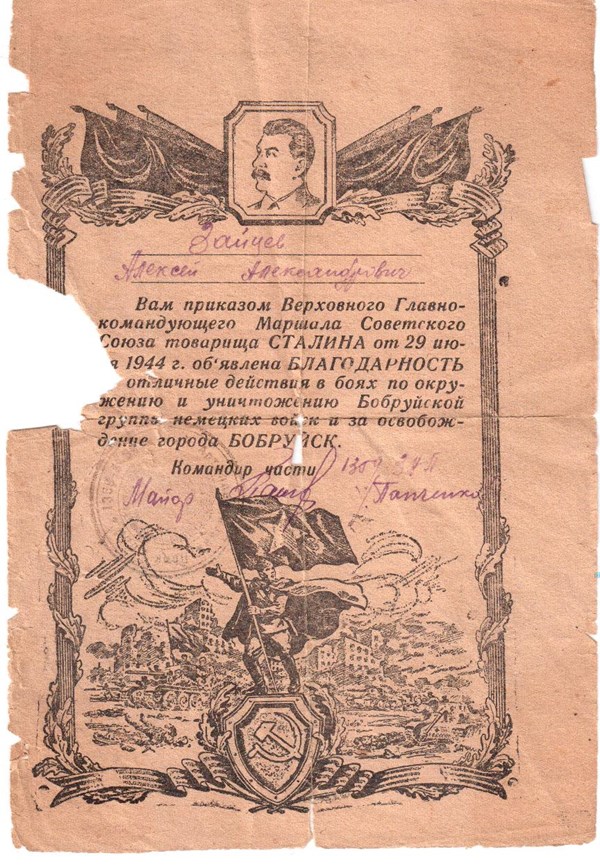 Зайцев
Алексей Александрович
Вам приказом Верховного Главно-
командующего Маршала Советского
Союза товарища СТАЛИНА от 29 ию-
я 1944 г. об'явлена БЛАГОДАРНОСТЬ
отличные действия в боях по окру-
жению и уничтожению Бобруйской
группы немецких войск и за освобож-
дение города БОБРУЙСК.
Командир части
Майор Папченко